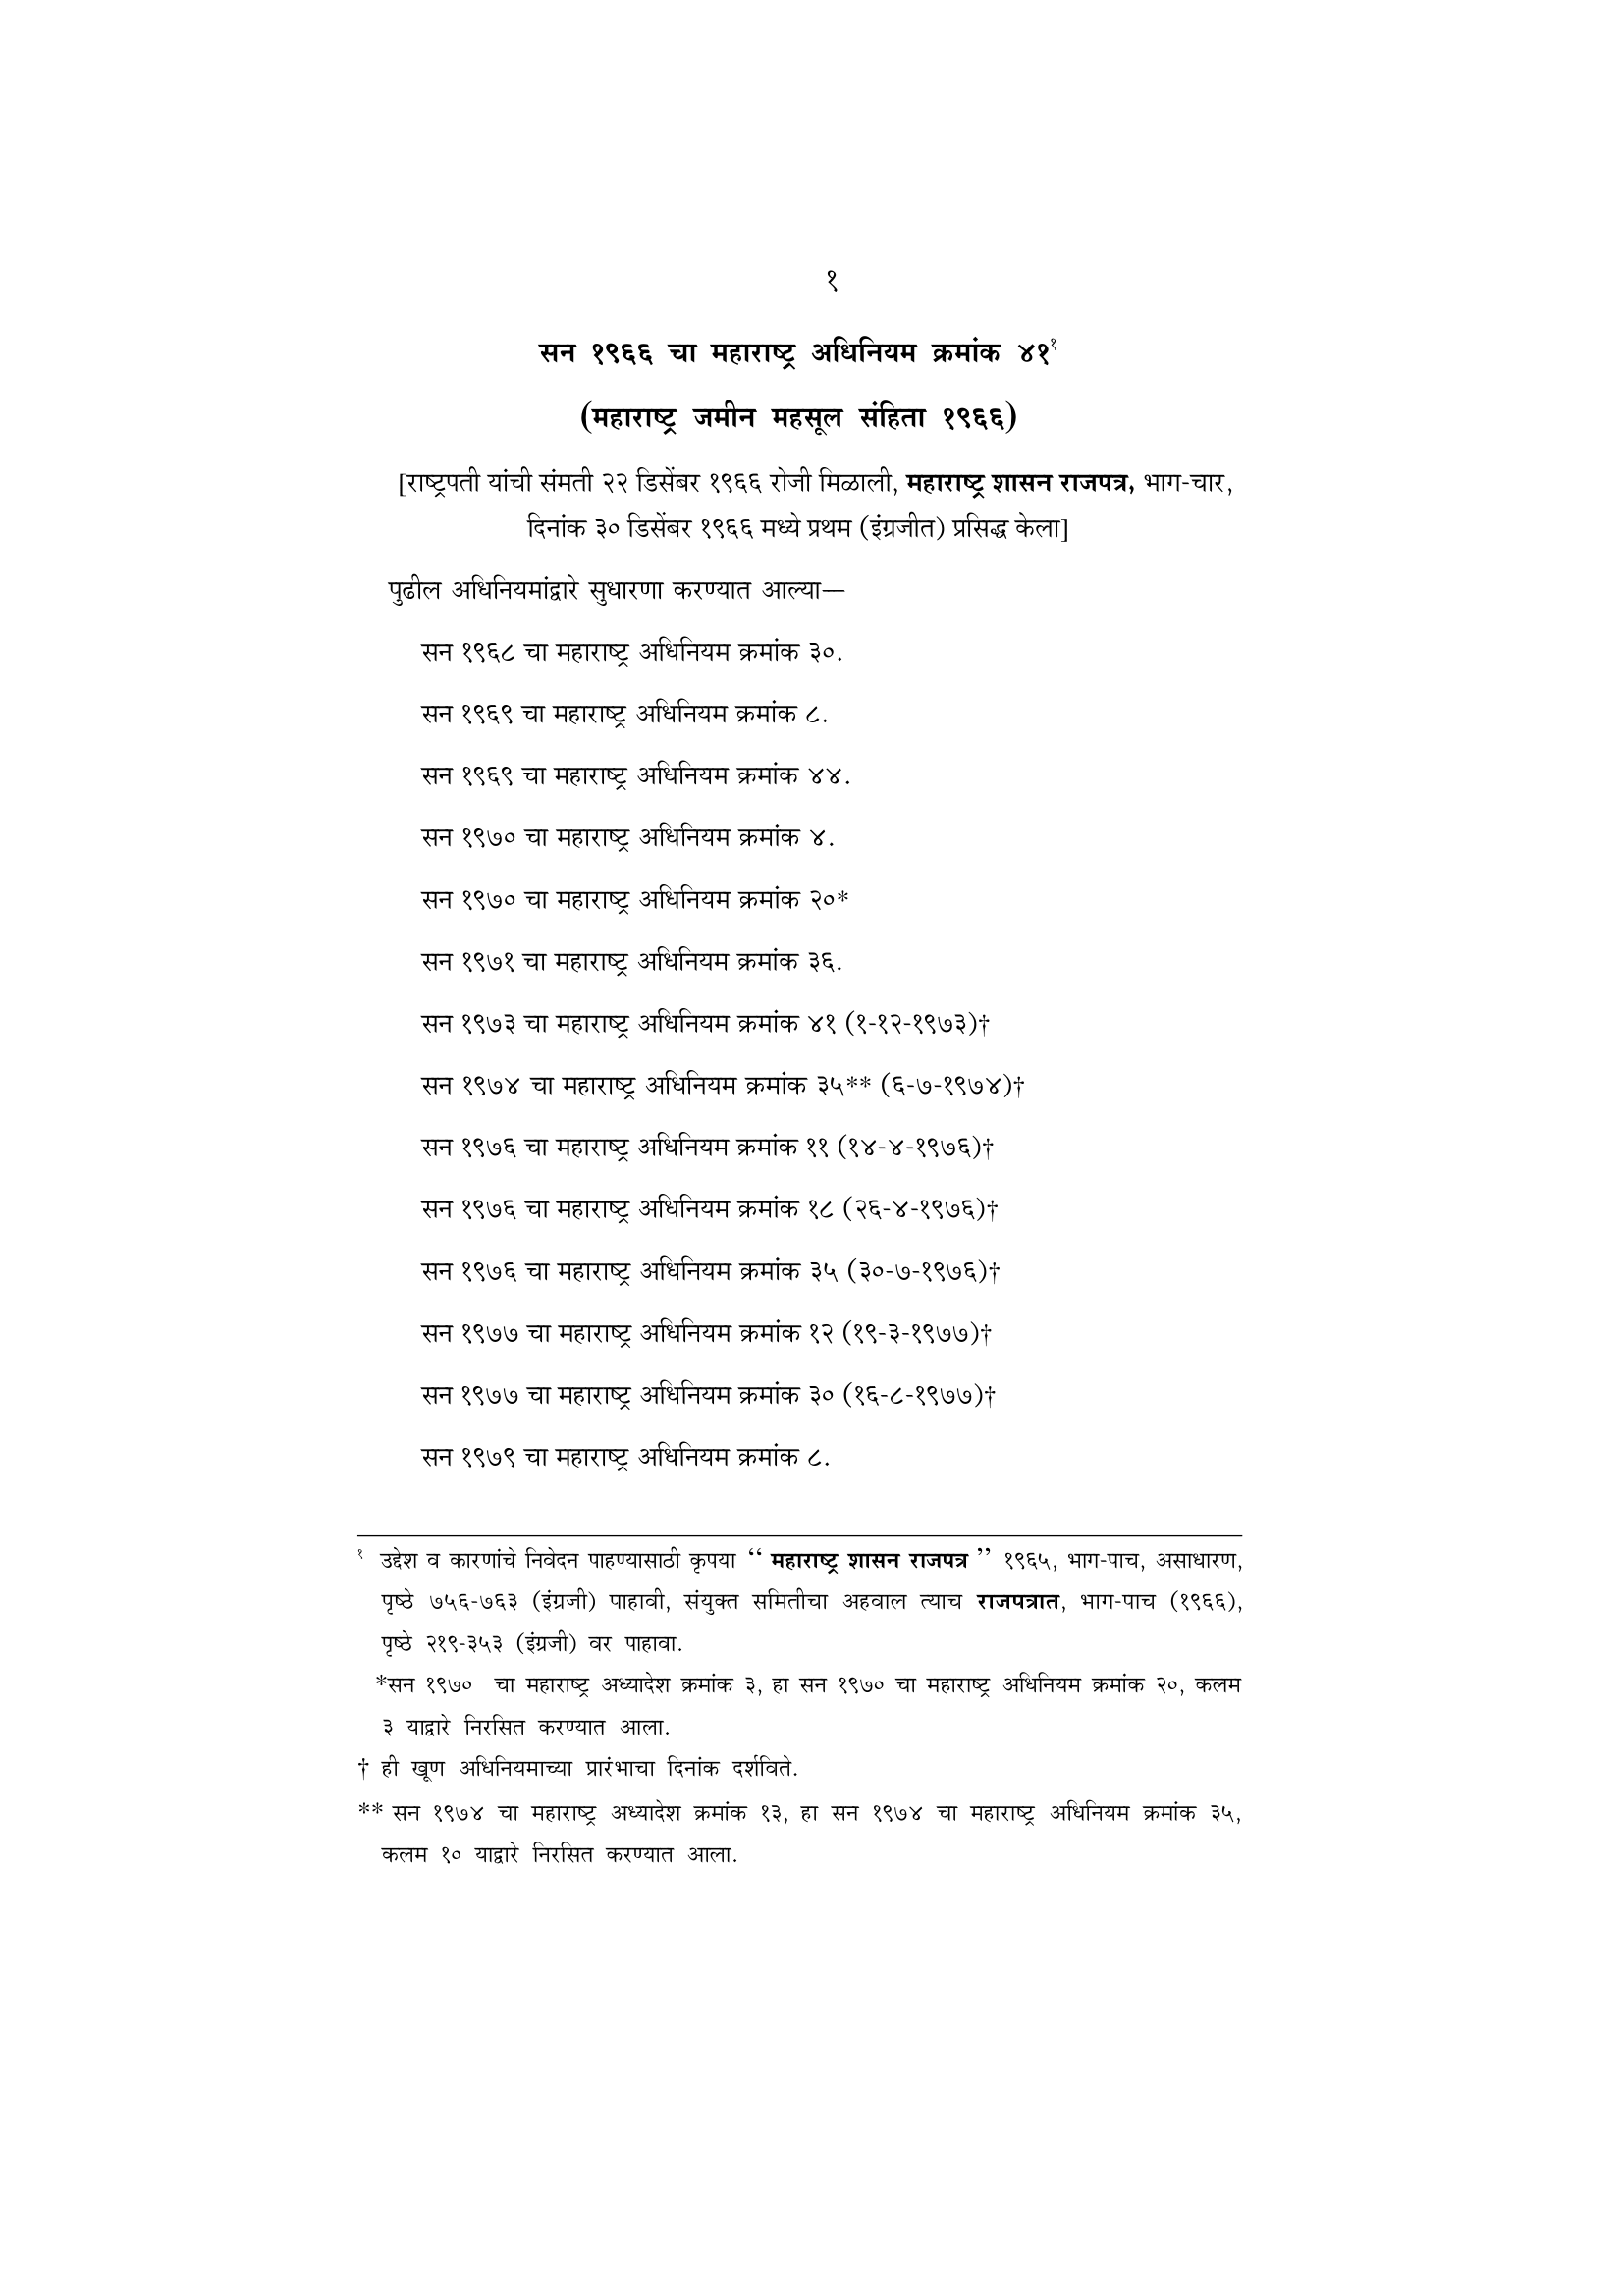 १
सन १९६६ चा महाराष्ट्र अधिनियम क्रमांक ४१¹
(महाराष्ट्र जमीन महसूल संहिता १९६६)
[राष्ट्रपती यांची संमती २२ डिसेंबर १९६६ रोजी मिळाली, महाराष्ट्र शासन राजपत्र, भाग-चार,
दिनांक ३० डिसेंबर १९६६ मध्ये प्रथम (इंग्रजीत) प्रसिद्ध केला]
पुढील अधिनियमांद्वारे सुधारणा करण्यात आल्या—
सन १९६८ चा महाराष्ट्र अधिनियम क्रमांक ३०.
सन १९६९ चा महाराष्ट्र अधिनियम क्रमांक ८.
सन १९६९ चा महाराष्ट्र अधिनियम क्रमांक ४४.
सन १९७० चा महाराष्ट्र अधिनियम क्रमांक ४.
सन १९७० चा महाराष्ट्र अधिनियम क्रमांक २०*
सन १९७१ चा महाराष्ट्र अधिनियम क्रमांक ३६.
सन १९७३ चा महाराष्ट्र अधिनियम क्रमांक ४१ (१-१२-१९७३)†
सन १९७४ चा महाराष्ट्र अधिनियम क्रमांक ३५** (६-७-१९७४)†
सन १९७६ चा महाराष्ट्र अधिनियम क्रमांक ११ (१४-४-१९७६)†
सन १९७६ चा महाराष्ट्र अधिनियम क्रमांक १८ (२६-४-१९७६)†
सन १९७६ चा महाराष्ट्र अधिनियम क्रमांक ३५ (३०-७-१९७६)†
सन १९७७ चा महाराष्ट्र अधिनियम क्रमांक १२ (१९-३-१९७७)†
सन १९७७ चा महाराष्ट्र अधिनियम क्रमांक ३० (१६-८-१९७७)†
सन १९७९ चा महाराष्ट्र अधिनियम क्रमांक ८.
१ उद्देश व कारणांचे निवेदन पाहण्यासाठी कृपया “ महाराष्ट्र शासन राजपत्र ” १९६५, भाग-पाच, असाधारण,
पृष्ठे ७५६-७६३ (इंग्रजी) पाहावी, संयुक्त समितीचा अहवाल त्याच राजपत्रात, भाग-पाच (१९६६),
पृष्ठे २१९-३५३ (इंग्रजी) वर पाहावा.
*सन १९७० चा महाराष्ट्र अध्यादेश क्रमांक ३, हा सन १९७० चा महाराष्ट्र अधिनियम क्रमांक २०, कलम
३ याद्वारे निरसित करण्यात आला.
† ही खूण अधिनियमाच्या प्रारंभाचा दिनांक दर्शविते.
** सन १९७४ चा महाराष्ट्र अध्यादेश क्रमांक १३, हा सन १९७४ चा महाराष्ट्र अधिनियम क्रमांक ३५,
कलम १० याद्वारे निरसित करण्यात आला.